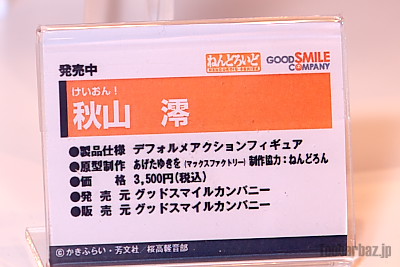 発売中
ねんどろいど
GOOD SMILE
COMPANY
けいおん!
秋山 澪
●製品仕様 デフォルメアクションフィギュア
●原型制作 あげたゆきを(マックスファクトリー) 制作協力:ねんどろん
●価 格 3,500円(税込)
●発 売 元 グッドスマイルカンパニー
●販 売 元 グッドスマイルカンパニー
©かきふらい・芳文社/桜高軽音部